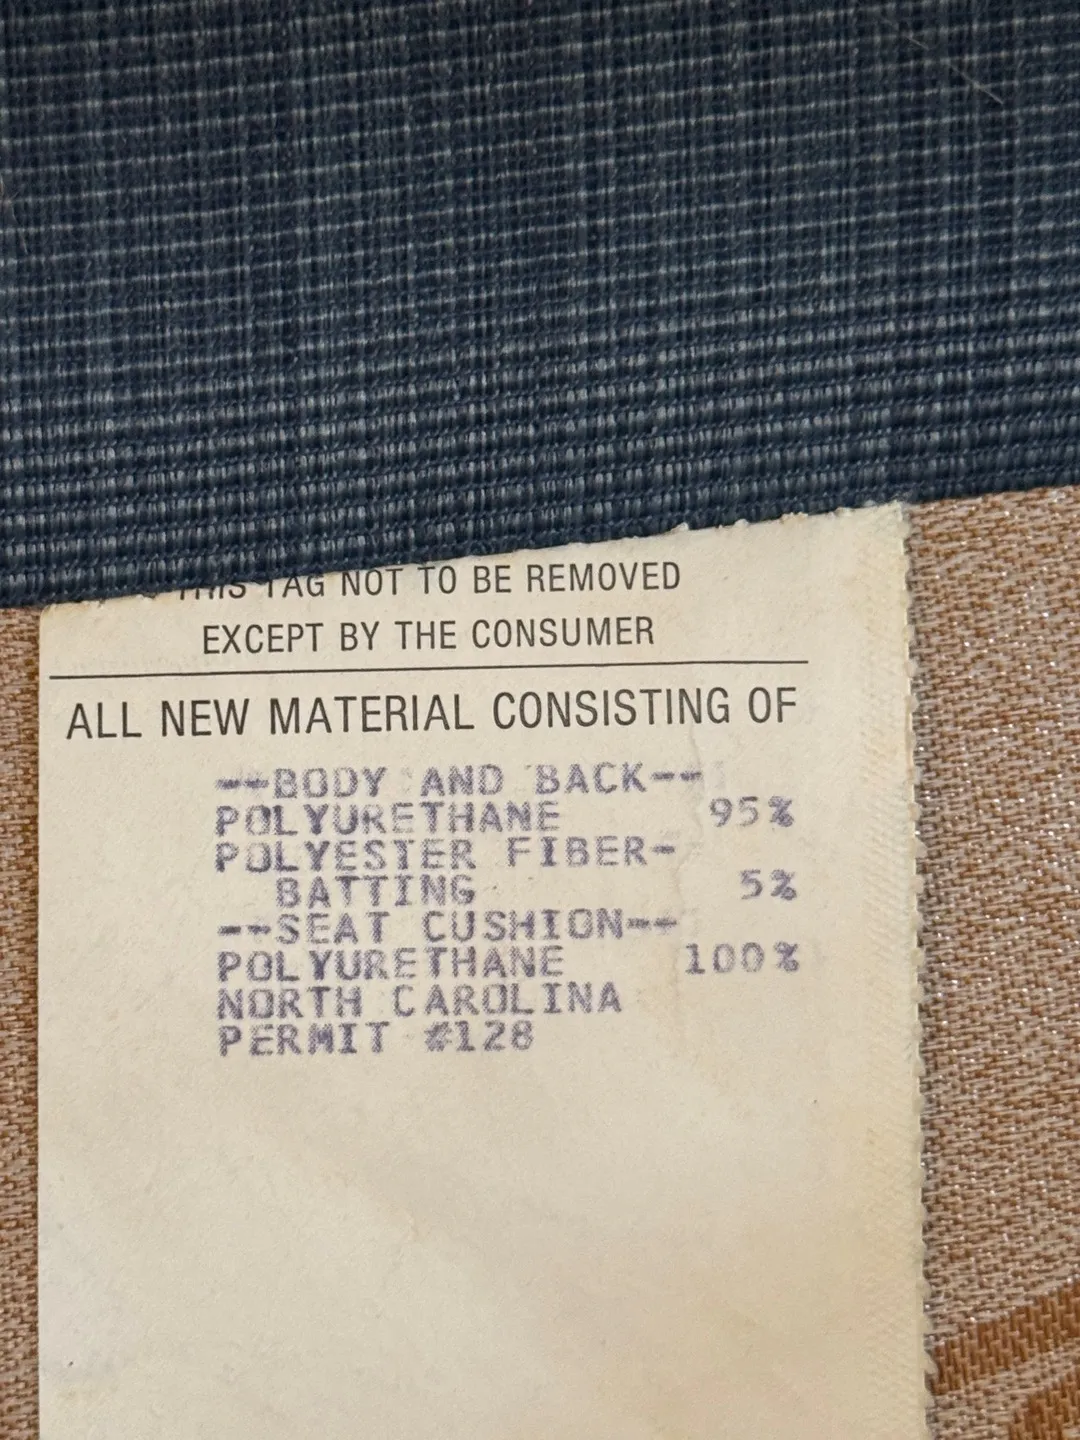 THIS TAG NOT TO BE REMOVED
EXCEPT BY THE CONSUMER
ALL NEW MATERIAL CONSISTING OF
--BODY AND BACK--
POLYURETHANE 95%
POLYESTER FIBER-
BATTING 5%
--SEAT CUSHION--
POLYURETHANE 100%
NORTH CAROLINA
PERMIT #128